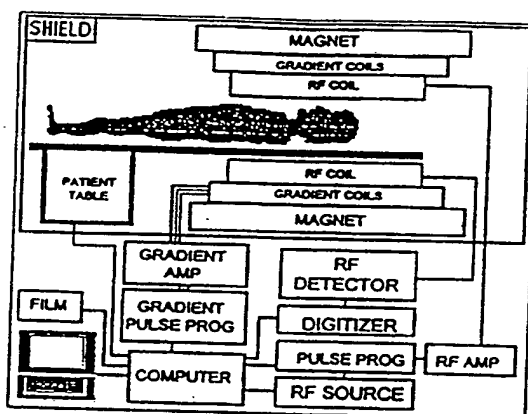 SHIELD
MAGNET
GRADIENT COILS
RF COIL
RF COIL
GRADIENT COILS
MAGNET
PATIENT
TABLE
GRADIENT
AMP
RF
DETECTOR
FILM
GRADIENT
PULSE PROG
DIGITIZER
COMPUTER
PULSE PROG
RF AMP
RF SOURCE